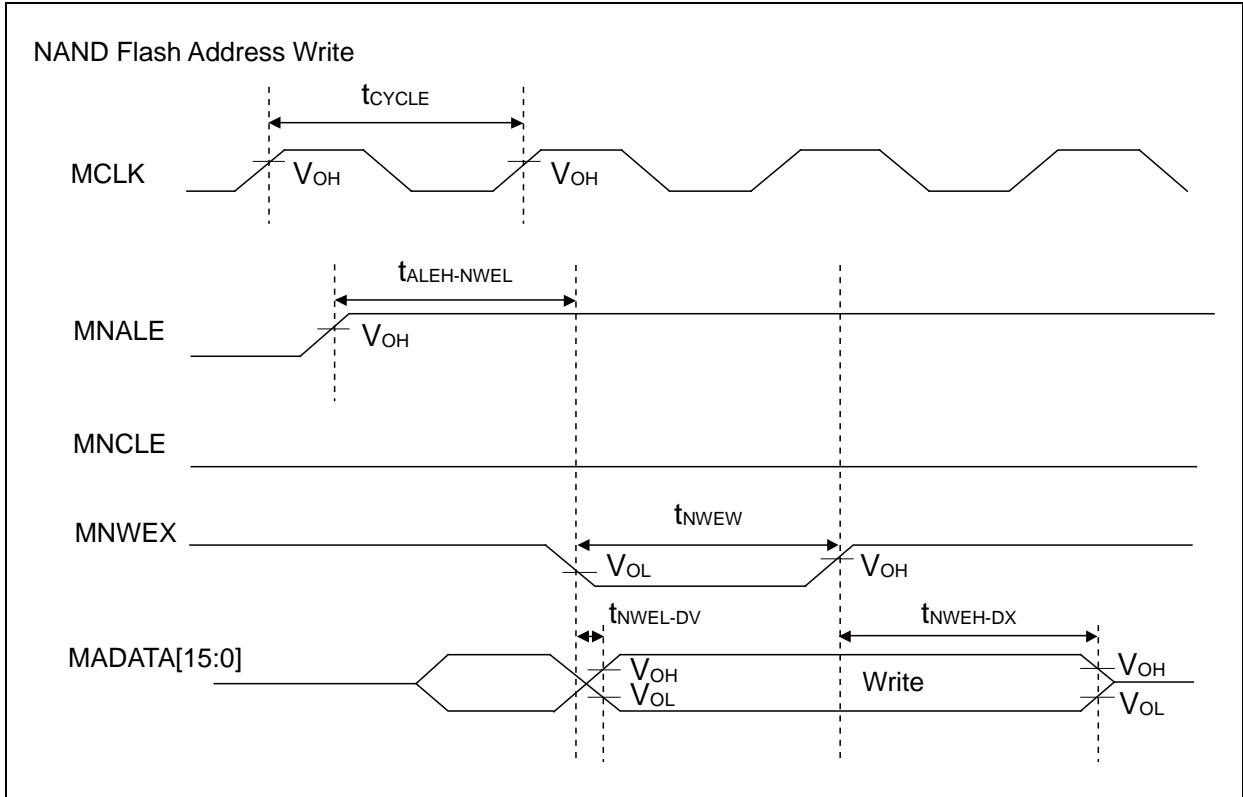 NAND Flash Address Write
tCYCLE
MCLK
VOH
VOH
tALEH-NWEL
MNALE
VOH
MNCLE
tNWEW
MNWEX
VOL
VOH
tNWEL-DV
tNWEH-DX
MADATA[15:0]
VOH
VOL
Write
VOH
VOL